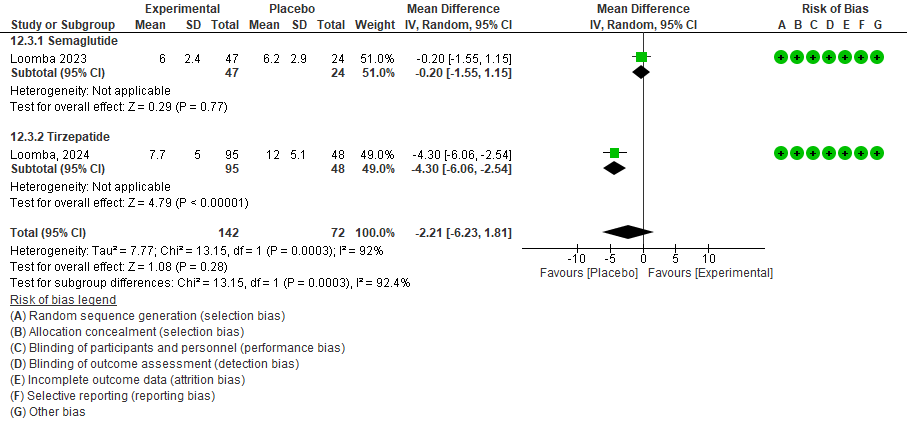 Experimental Placebo Mean Difference Mean Difference Risk of Bias
Study or Subgroup Mean SD Total Mean SD Total Weight IV, Random, 95% CI IV, Random, 95% CI A B C D E F G
12.3.1 Semaglutide
Loomba 2023 6 2.4 47 6.2 2.9 24 51.0% -0.20 [-1.55, 1.15] + + + + + + +
Subtotal (95% CI) 47 24 51.0% -0.20 [-1.55, 1.15]
Heterogeneity: Not applicable
Test for overall effect: Z = 0.29 (P = 0.77)
12.3.2 Tirzepatide
Loomba, 2024 7.7 5 95 12 5.1 48 49.0% -4.30 [-6.06, -2.54] + + + + + + +
Subtotal (95% CI) 95 48 49.0% -4.30 [-6.06, -2.54]
Heterogeneity: Not applicable
Test for overall effect: Z = 4.79 (P < 0.00001)
Total (95% CI) 142 72 100.0% -2.21 [-6.23, 1.81]
Heterogeneity: Tau² = 7.77; Chi² = 13.15, df = 1 (P = 0.0003); I² = 92%
Test for overall effect: Z = 1.08 (P = 0.28)
Test for subgroup differences: Chi² = 13.15, df = 1 (P = 0.0003), I² = 92.4%
-10 -5 0 5 10
Favours [Placebo] Favours [Experimental]
Risk of bias legend
(A) Random sequence generation (selection bias)
(B) Allocation concealment (selection bias)
(C) Blinding of participants and personnel (performance bias)
(D) Blinding of outcome assessment (detection bias)
(E) Incomplete outcome data (attrition bias)
(F) Selective reporting (reporting bias)
(G) Other bias